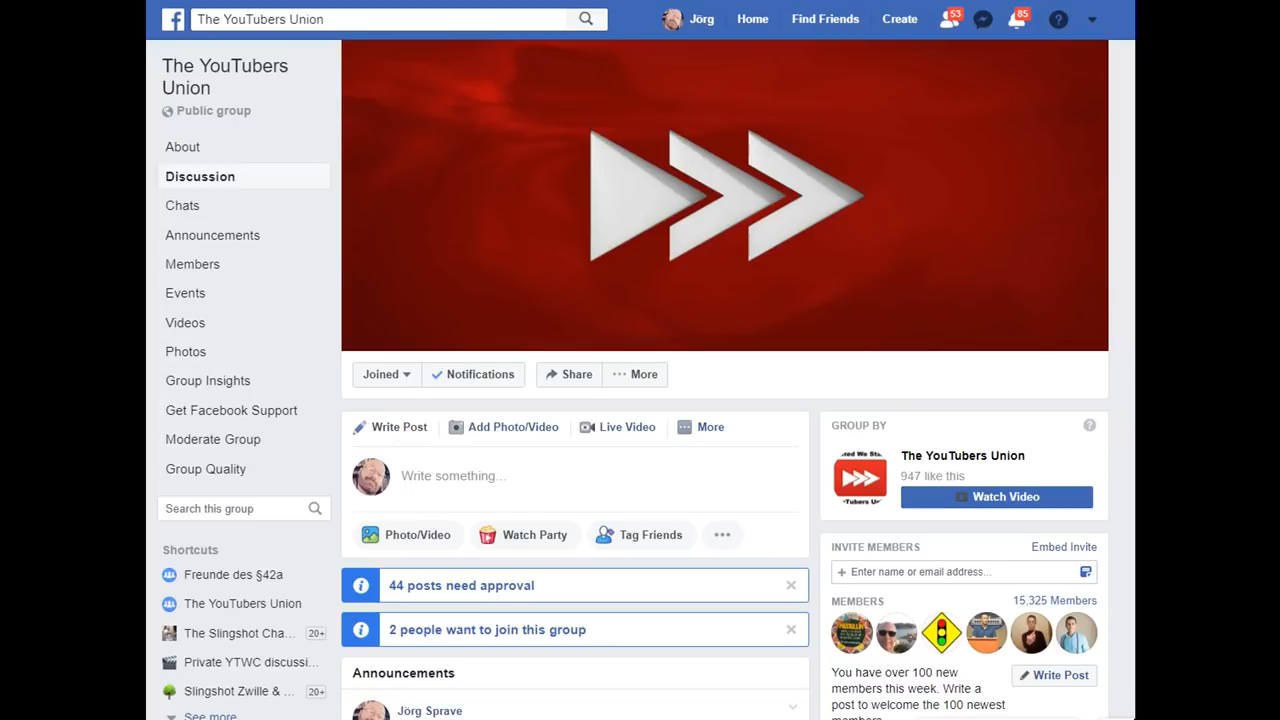 The YouTubers Union
Jörg
Home
Find Friends
Create
53
85
The YouTubers
Union
Public group
About
Discussion
Chats
Announcements
Members
Events
Videos
Photos
Group Insights
Get Facebook Support
Moderate Group
Group Quality
Search this group
Shortcuts
Freunde des §42a
The YouTubers Union
The Slingshot Cha... 20+
Private YTWC discussi...
Slingshot Zwille & ... 20+
See more...
Joined
Notifications
Share
More
Write Post
Add Photo/Video
Live Video
More
Write something...
Photo/Video
Watch Party
Tag Friends
44 posts need approval
2 people want to join this group
Announcements
Jörg Sprave
GROUP BY
The YouTubers Union
947 like this
Watch Video
INVITE MEMBERS
Embed Invite
+ Enter name or email address...
MEMBERS
15,325 Members
You have over 100 new
members this week. Write a
post to welcome the 100 newest
members.
Write Post